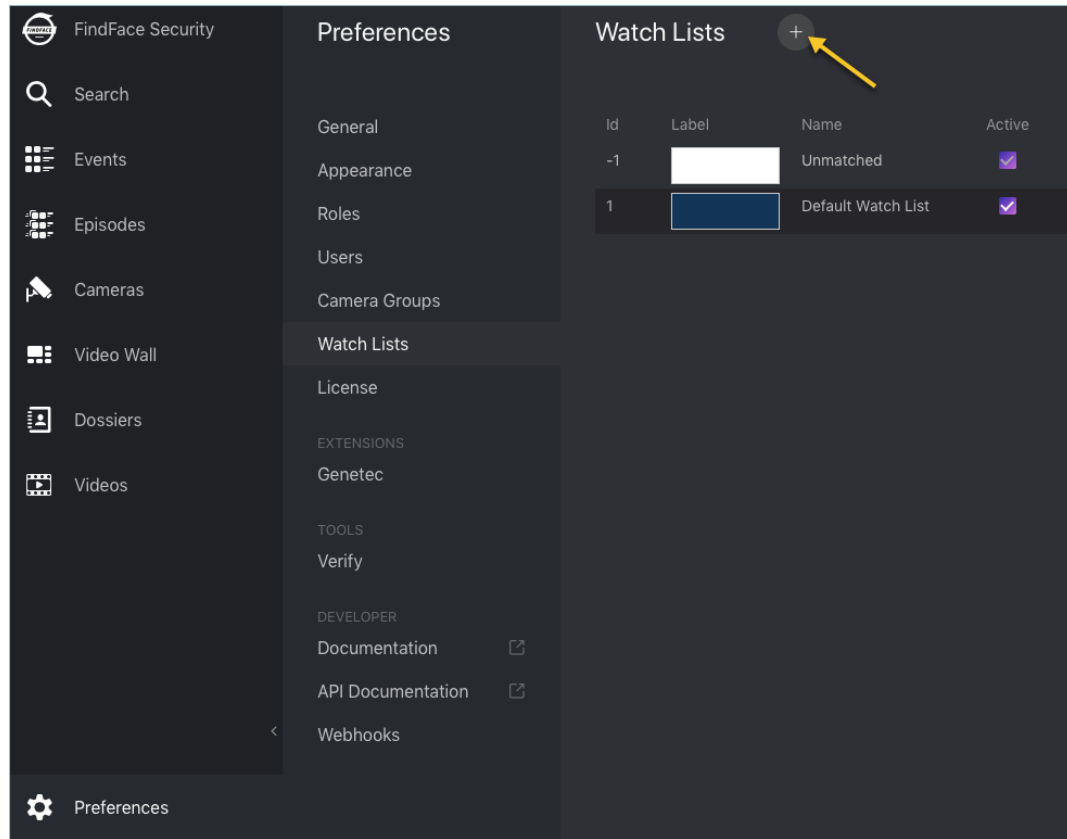 FINDFACE
FindFace Security
Search
Events
Episodes
Cameras
Video Wall
Dossiers
Videos
Preferences
Preferences
General
Appearance
Roles
Users
Camera Groups
Watch Lists
License
EXTENSIONS
Genetec
TOOLS
Verify
DEVELOPER
Documentation
API Documentation
Webhooks
Watch Lists
Id Label Name Active
-1 Unmatched
1 Default Watch List